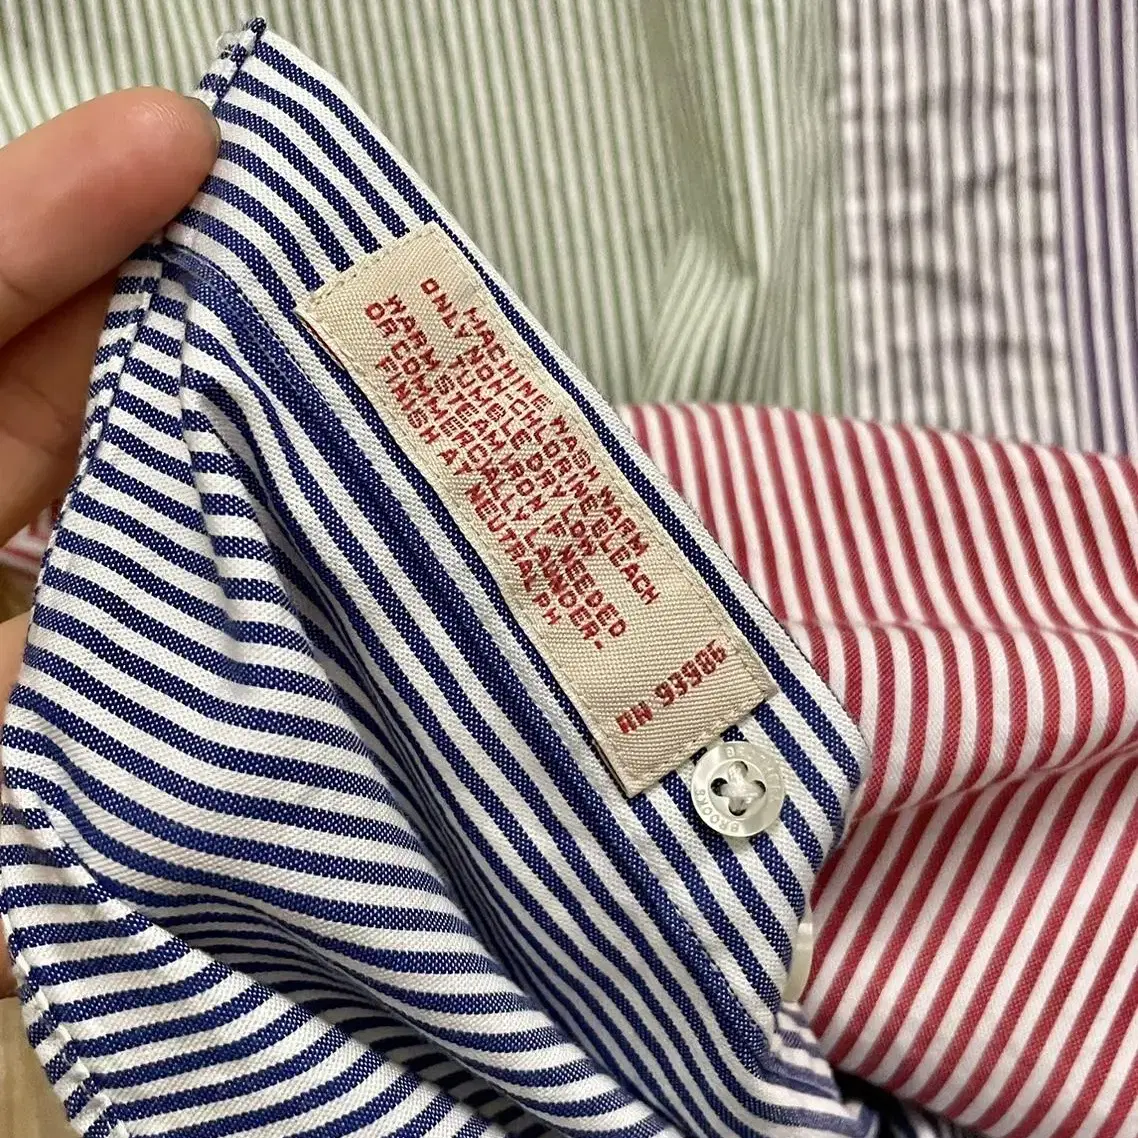 MACHINE WASH WARM
ONLY NON-CHLORINE BLEACH
TUMBLE DRY LOW
WARM STEAM IRON IF NEEDED
OR COMMERCIALLY LAUNDER-
FINISH AT NEUTRAL PH
RN 93986
BROOKS